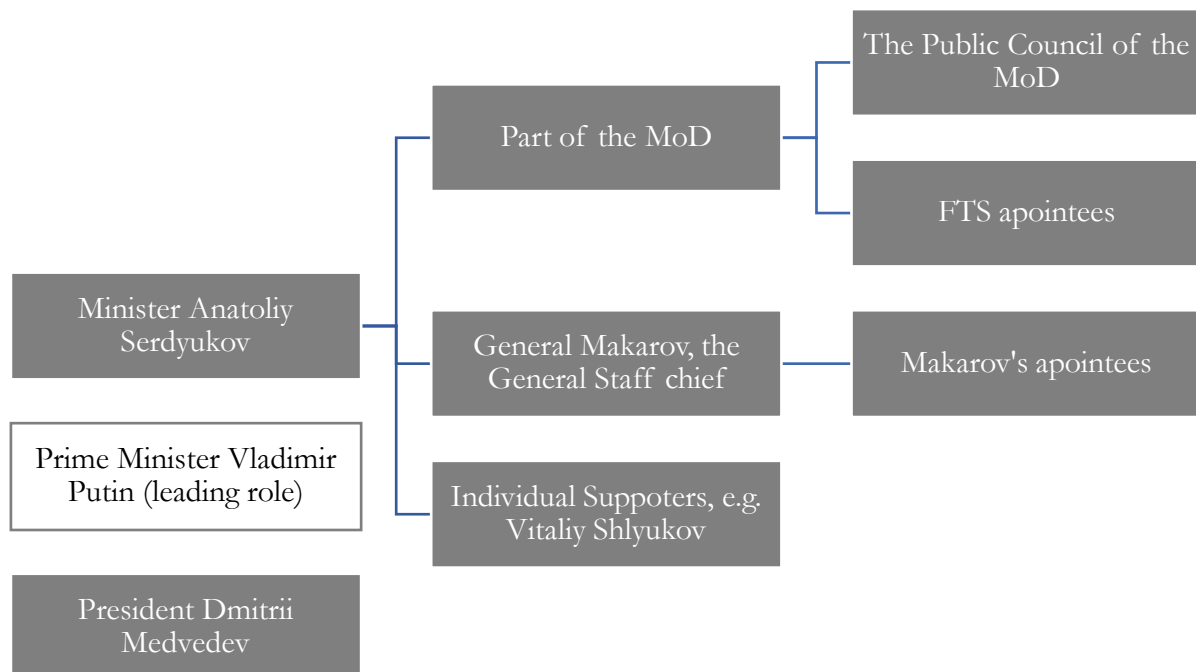 The Public Council of the
MoD
Part of the MoD
FTS apointees
Minister Anatoliy
Serdyukov
General Makarov, the
General Staff chief
Makarov's apointees
Prime Minister Vladimir
Putin (leading role)
Individual Suppoters, e.g.
Vitaliy Shlyukov
President Dmitrii
Medvedev